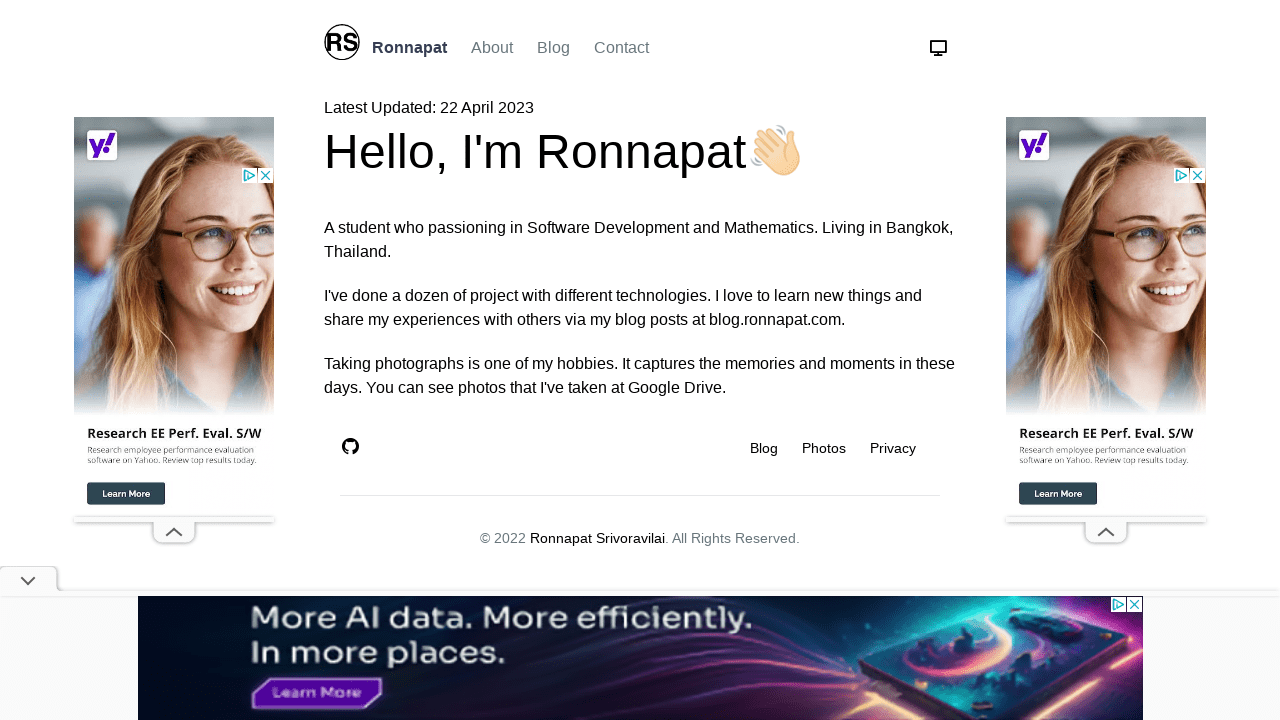 RS
Ronnapat
About
Blog
Contact
Latest Updated: 22 April 2023
Hello, I'm Ronnapat👋🏼
A student who passioning in Software Development and Mathematics. Living in Bangkok,
Thailand.
I've done a dozen of project with different technologies. I love to learn new things and
share my experiences with others via my blog posts at blog.ronnapat.com.
Taking photographs is one of my hobbies. It captures the memories and moments in these
days. You can see photos that I've taken at Google Drive.
Blog
Photos
Privacy
© 2022 Ronnapat Srivoravilai. All Rights Reserved.
y!
Research EE Perf. Eval. S/W
Research employee performance evaluation
software on Yahoo. Review top results today.
Learn More
y!
Research EE Perf. Eval. S/W
Research employee performance evaluation
software on Yahoo. Review top results today.
Learn More
More AI data. More efficiently.
In more places.
Learn More